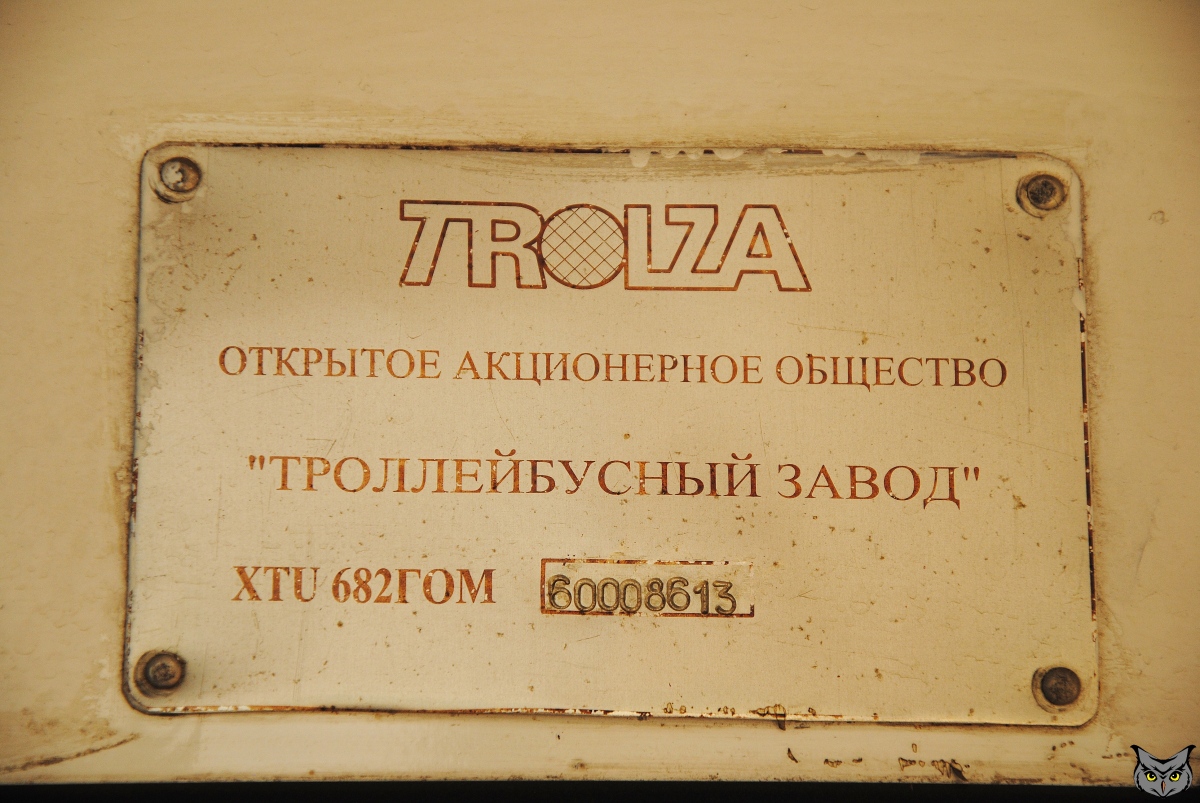 TROLZA
ОТКРЫТОЕ АКЦИОНЕРНОЕ ОБЩЕСТВО
"ТРОЛЛЕЙБУСНЫЙ ЗАВОД"
XTU 682ГОМ 60008613